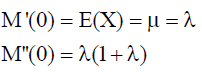 M'(0) = E(X) = μ = λ
M''(0) = λ(1+λ)